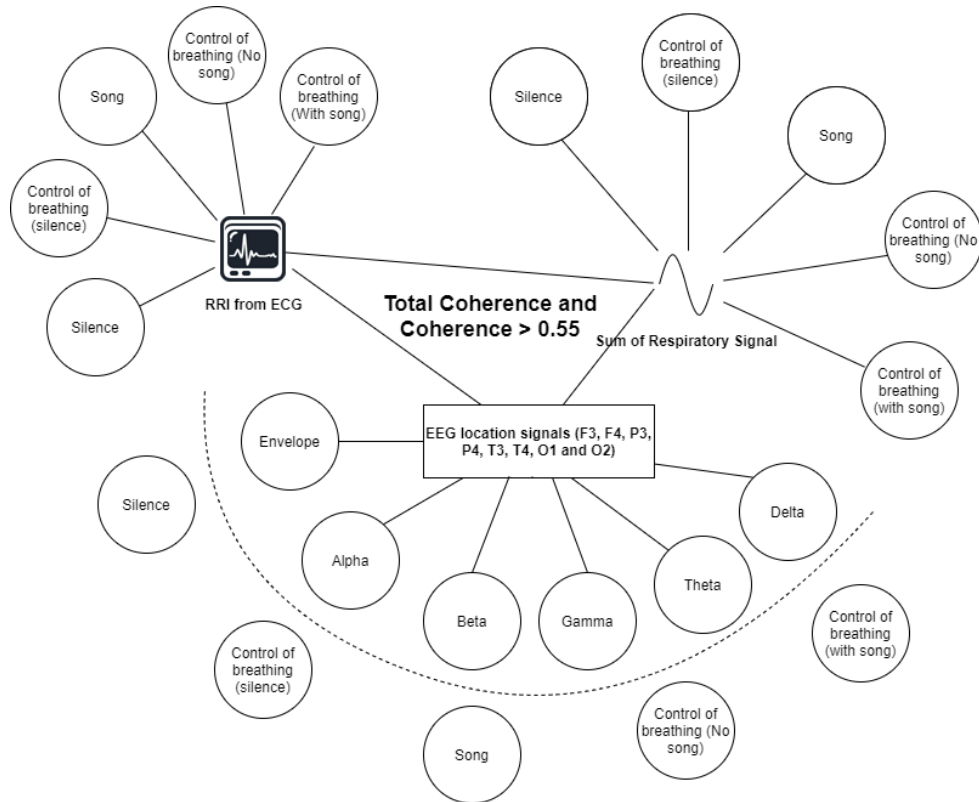 Control of
breathing (No
song)
Control of
breathing
(With song)
Song
Control of
breathing
(silence)
Silence
RRI from ECG
Silence
Control of
breathing
(silence)
Song
Control of
breathing (No
song)
Control of
breathing
(with song)
Sum of Respiratory Signal
Total Coherence and
Coherence > 0.55
EEG location signals (F3, F4, P3,
P4, T3, T4, O1 and O2)
Envelope
Alpha
Beta
Gamma
Theta
Delta
Silence
Control of
breathing
(silence)
Song
Control of
breathing (No
song)
Control of
breathing
(with song)